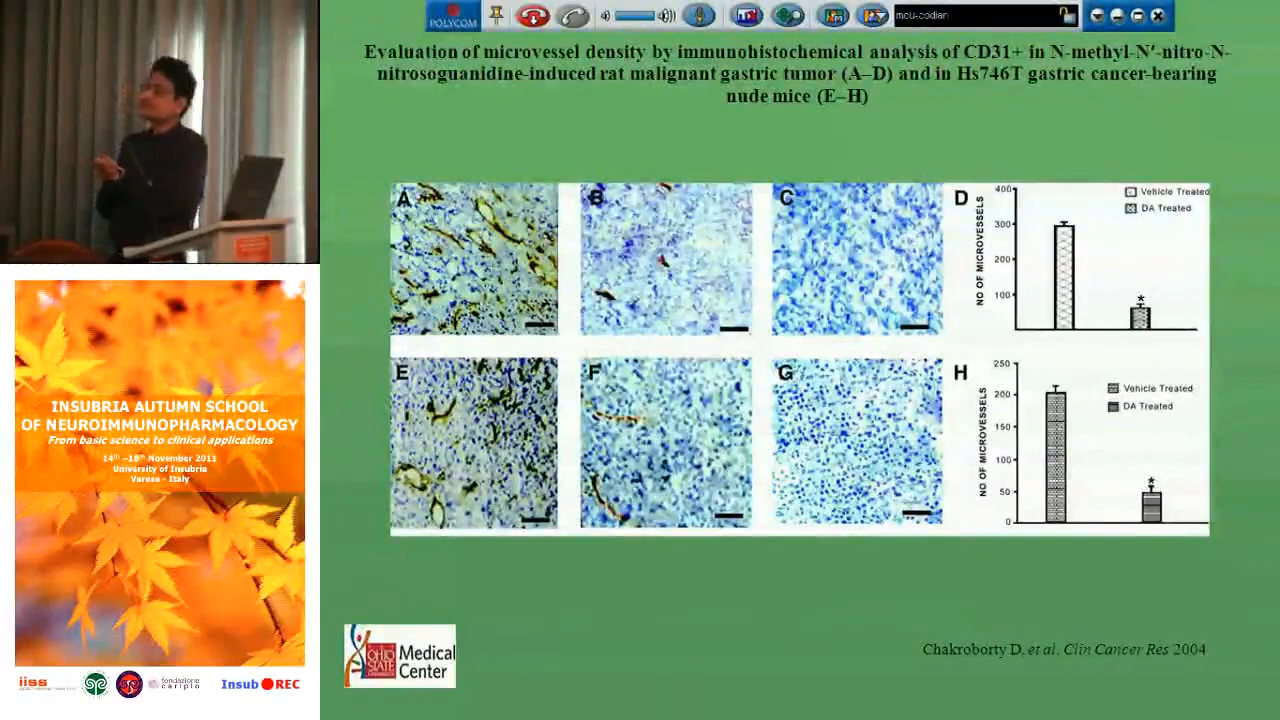 POLYCOM
mcu-codian
Evaluation of microvessel density by immunohistochemical analysis of CD31+ in N-methyl-N′-nitro-N-
nitrosoguanidine-induced rat malignant gastric tumor (A–D) and in Hs746T gastric cancer-bearing
nude mice (E–H)
A
B
C
D
NO OF MICROVESSELS
400
300
200
100
Vehicle Treated
DA Treated
*
E
F
G
H
NO OF MICROVESSELS
250
200
150
100
50
0
Vehicle Treated
DA Treated
*
INSUBRIA AUTUMN SCHOOL
OF NEUROIMMUNOPHARMACOLOGY
From basic science to clinical applications
14th –18th November 2011
University of Insubria
Varese - Italy
iiss
fondazione
cariplo
Insub REC
OHIO
STATE
Medical
Center
Chakroborty D, et al. Clin Cancer Res 2004